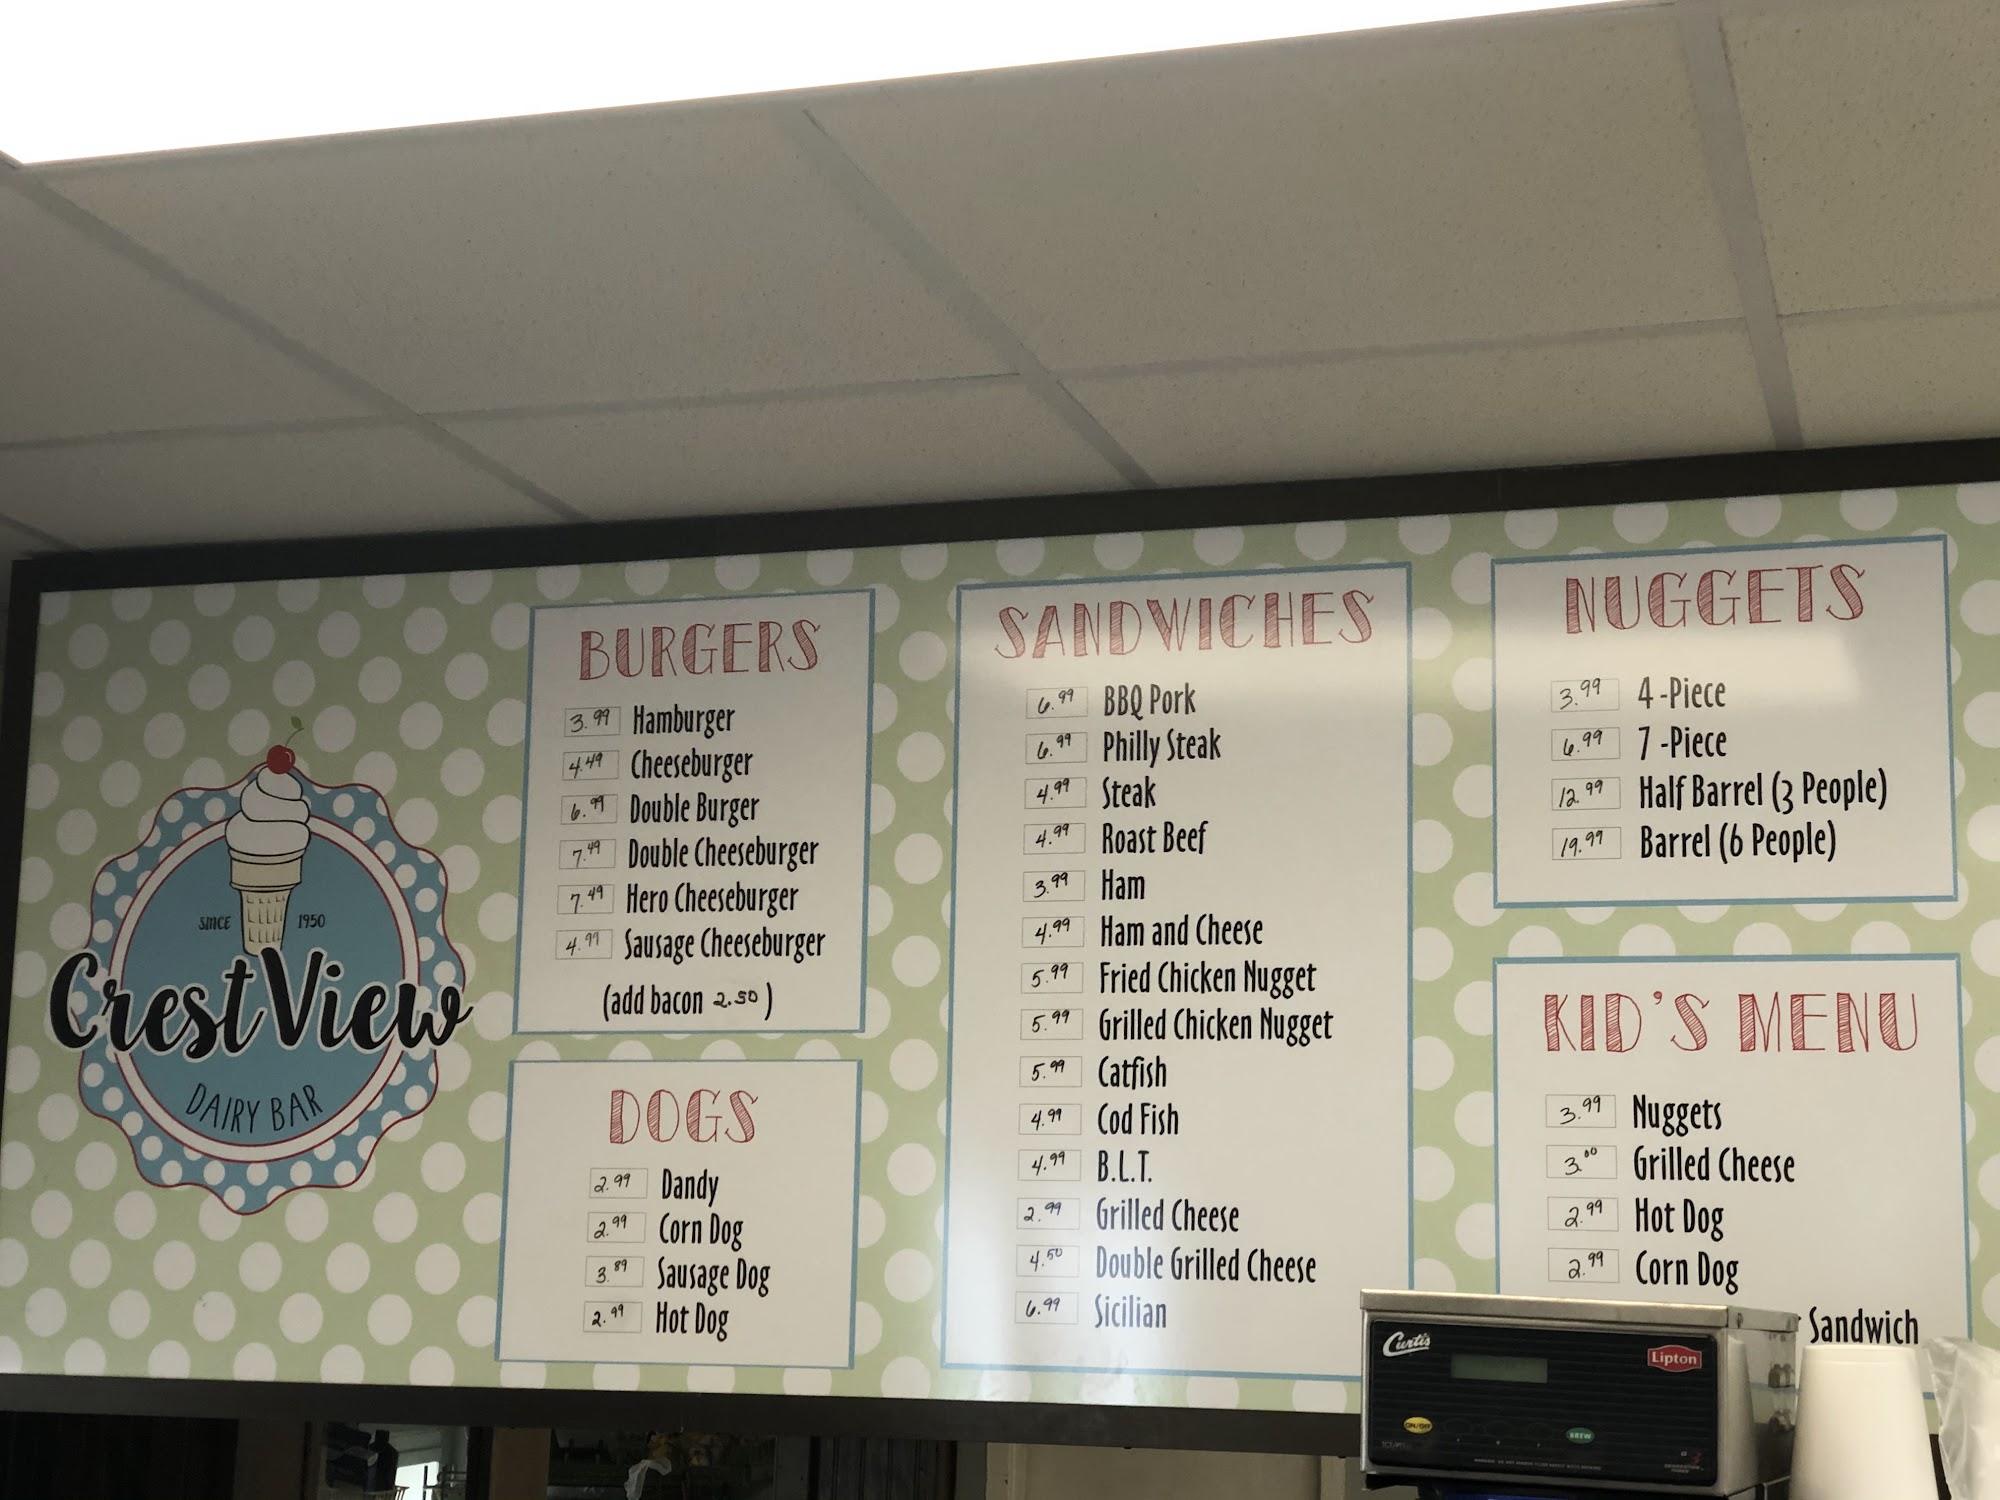 SINCE 1950
CrestView
DAIRY BAR
BURGERS
3.99 Hamburger
4.49 Cheeseburger
6.99 Double Burger
7.49 Double Cheeseburger
7.49 Hero Cheeseburger
4.99 Sausage Cheeseburger
(add bacon 2.50)
DOGS
2.99 Dandy
2.99 Corn Dog
3.89 Sausage Dog
2.99 Hot Dog
SANDWICHES
6.99 BBQ Pork
6.99 Philly Steak
4.99 Steak
4.99 Roast Beef
3.99 Ham
4.99 Ham and Cheese
5.99 Fried Chicken Nugget
5.99 Grilled Chicken Nugget
5.99 Catfish
4.99 Cod Fish
4.99 B.L.T.
2.99 Grilled Cheese
4.50 Double Grilled Cheese
6.99 Sicilian
NUGGETS
3.99 4 -Piece
6.99 7 -Piece
12.99 Half Barrel (3 People)
19.99 Barrel (6 People)
KID'S MENU
3.99 Nuggets
3.00 Grilled Cheese
2.99 Hot Dog
2.99 Corn Dog
Sandwich
Curtis
Lipton
ON/OFF
BREW